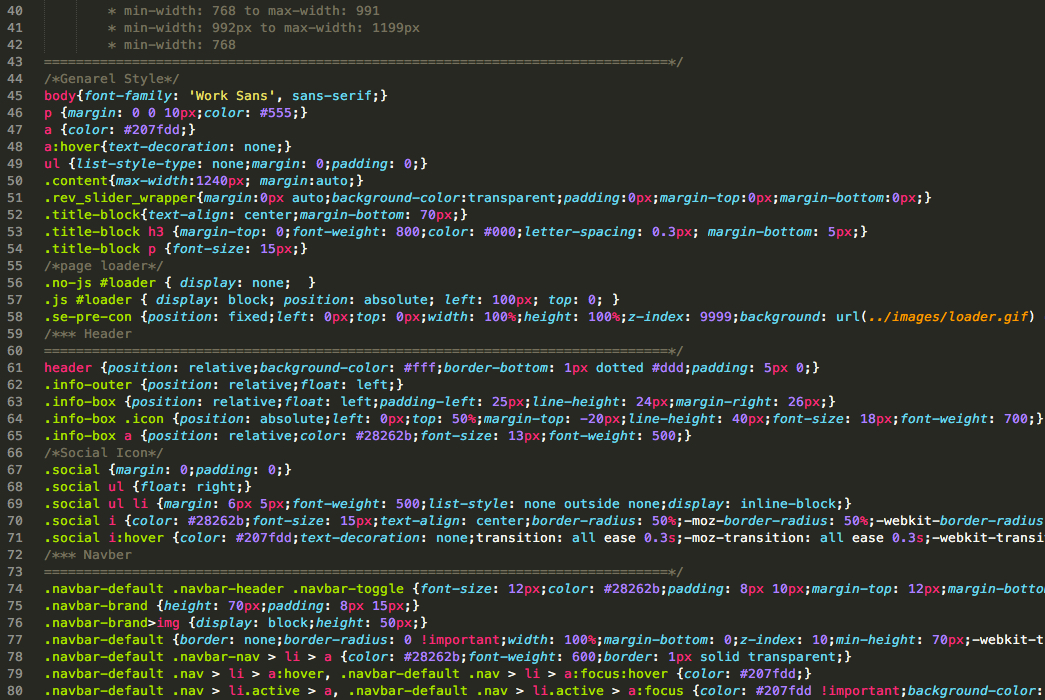 40 * min-width: 768 to max-width: 991
41 * min-width: 992px to max-width: 1199px
42 * min-width: 768
43 ==============================================================================*/
44 /*Genarel Style*/
45 body{font-family: 'Work Sans', sans-serif;}
46 p {margin: 0 0 10px;color: #555;}
47 a {color: #207fdd;}
48 a:hover{text-decoration: none;}
49 ul {list-style-type: none;margin: 0;padding: 0;}
50 .content{max-width:1240px; margin:auto;}
51 .rev_slider_wrapper{margin:0px auto;background-color:transparent;padding:0px;margin-top:0px;margin-bottom:0px;}
52 .title-block{text-align: center;margin-bottom: 70px;}
53 .title-block h3 {margin-top: 0;font-weight: 800;color: #000;letter-spacing: 0.3px; margin-bottom: 5px;}
54 .title-block p {font-size: 15px;}
55 /*page loader*/
56 .no-js #loader { display: none;  }
57 .js #loader { display: block; position: absolute; left: 100px; top: 0; }
58 .se-pre-con {position: fixed;left: 0px;top: 0px;width: 100%;height: 100%;z-index: 9999;background: url(../images/loader.gif)
59 /*** Header
60 ==============================================================================*/
61 header {position: relative;background-color: #fff;border-bottom: 1px dotted #ddd;padding: 5px 0;}
62 .info-outer {position: relative;float: left;}
63 .info-box {position: relative;float: left;padding-left: 25px;line-height: 24px;margin-right: 26px;}
64 .info-box .icon {position: absolute;left: 0px;top: 50%;margin-top: -20px;line-height: 40px;font-size: 18px;font-weight: 700;}
65 .info-box a {position: relative;color: #28262b;font-size: 13px;font-weight: 500;}
66 /*Social Icon*/
67 .social {margin: 0;padding: 0;}
68 .social ul {float: right;}
69 .social ul li {margin: 6px 5px;font-weight: 500;list-style: none outside none;display: inline-block;}
70 .social i {color: #28262b;font-size: 15px;text-align: center;border-radius: 50%;-moz-border-radius: 50%;-webkit-border-radius
71 .social i:hover {color: #207fdd;text-decoration: none;transition: all ease 0.3s;-moz-transition: all ease 0.3s;-webkit-transi
72 /*** Navber
73 ==============================================================================*/
74 .navbar-default .navbar-header .navbar-toggle {font-size: 12px;color: #28262b;padding: 8px 10px;margin-top: 12px;margin-botto
75 .navbar-brand {height: 70px;padding: 8px 15px;}
76 .navbar-brand>img {display: block;height: 50px;}
77 .navbar-default {border: none;border-radius: 0 !important;width: 100%;margin-bottom: 0;z-index: 10;min-height: 70px;-webkit-t
78 .navbar-default .navbar-nav > li > a {color: #28262b;font-weight: 600;border: 1px solid transparent;}
79 .navbar-default .nav > li > a:hover, .navbar-default .nav > li > a:focus:hover {color: #207fdd;}
80 .navbar-default .nav > li.active > a, .navbar-default .nav > li.active > a:focus {color: #207fdd !important;background-color: